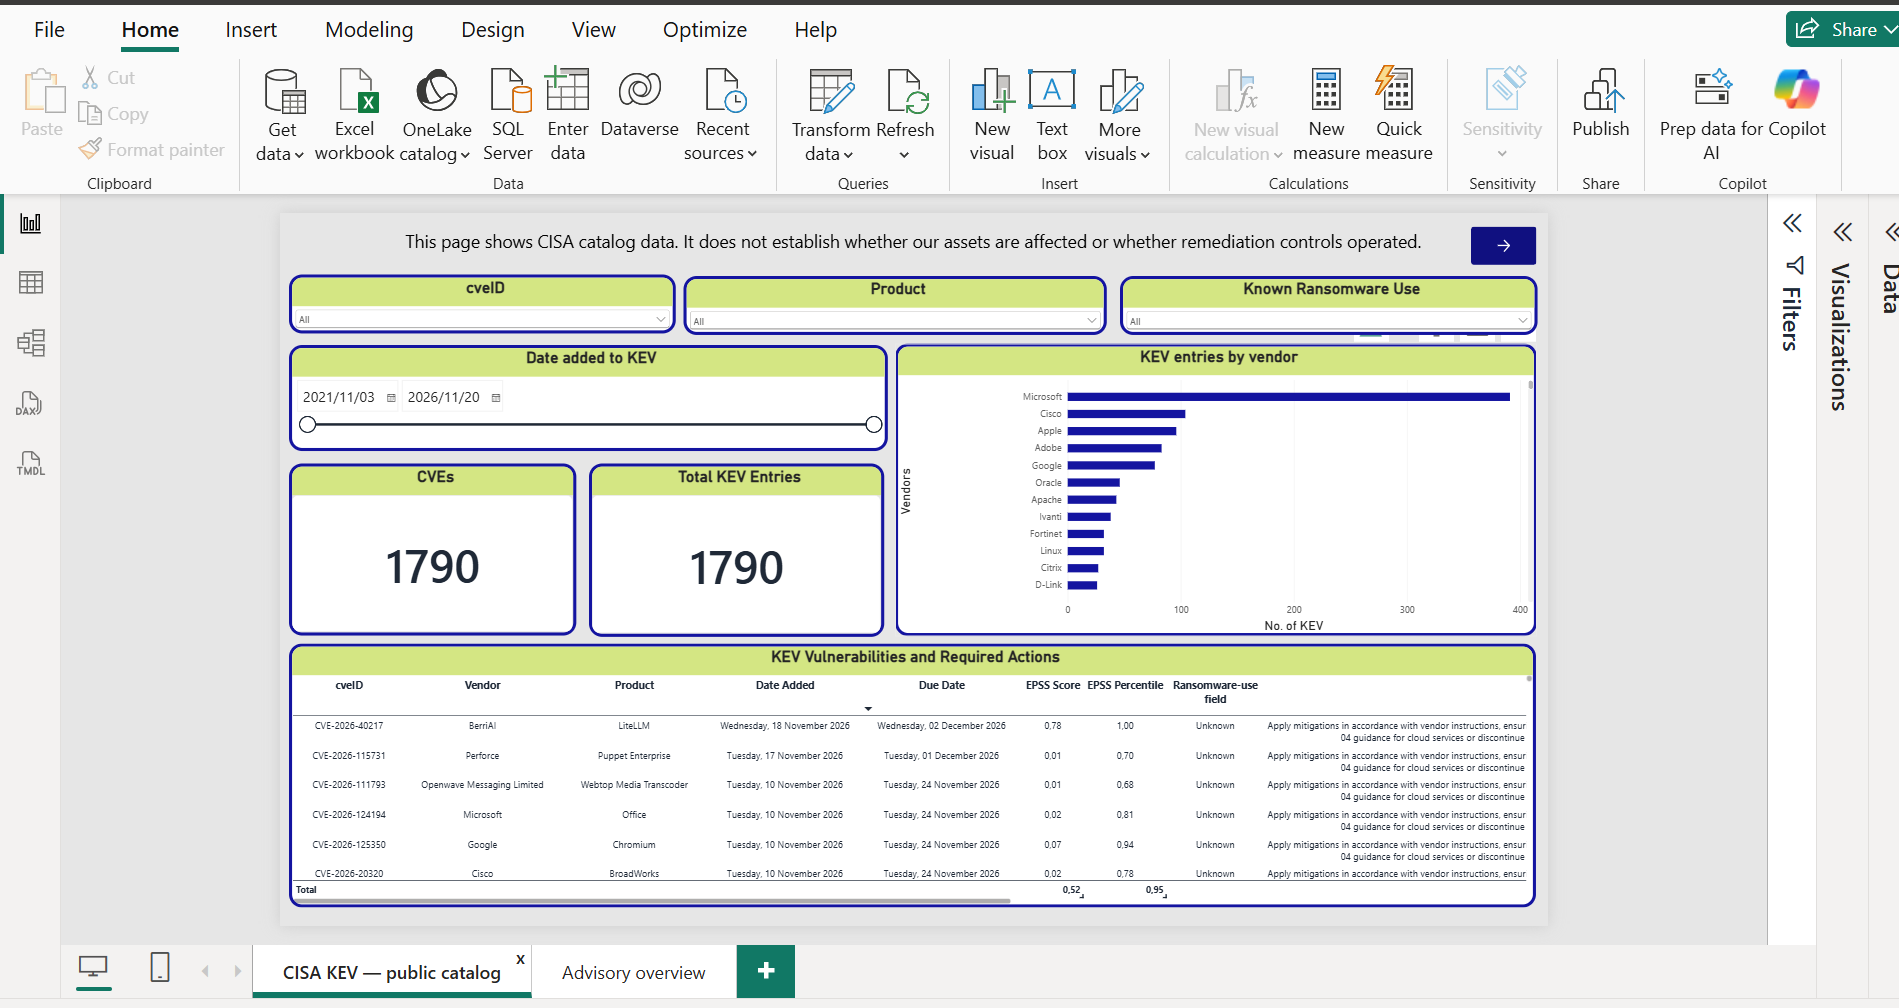 File Home Insert Modeling Design View Optimize Help Share
Paste
Cut
Copy
Format painter
Clipboard
Get data
Excel workbook
OneLake catalog
SQL Server
Enter data
Dataverse
Recent sources
Data
Transform data
Refresh
Queries
New visual
Text box
More visuals
Insert
New visual calculation
New measure
Quick measure
Calculations
Sensitivity
Sensitivity
Publish
Share
Prep data for AI
Copilot
Copilot
DAX
TMDL
This page shows CISA catalog data. It does not establish whether our assets are affected or whether remediation controls operated.
cveID
All
Product
All
Known Ransomware Use
All
Date added to KEV
2021/11/03 2026/11/20
CVEs
1790
Total KEV Entries
1790
KEV entries by vendor
Vendors
Microsoft
Cisco
Apple
Adobe
Google
Oracle
Apache
Ivanti
Fortinet
Linux
Citrix
D-Link
0 100 200 300 400
No. of KEV
KEV Vulnerabilities and Required Actions
cveID Vendor Product Date Added Due Date EPSS Score EPSS Percentile Ransomware-use field
CVE-2026-40217 BerriAI LiteLLM Wednesday, 18 November 2026 Wednesday, 02 December 2026 0,78 1,00 Unknown Apply mitigations in accordance with vendor instructions, ensur
04 guidance for cloud services or discontinue
CVE-2026-115731 Perforce Puppet Enterprise Tuesday, 17 November 2026 Tuesday, 01 December 2026 0,01 0,70 Unknown Apply mitigations in accordance with vendor instructions, ensur
04 guidance for cloud services or discontinue
CVE-2026-111793 Openwave Messaging Limited Webtop Media Transcoder Tuesday, 10 November 2026 Tuesday, 24 November 2026 0,01 0,68 Unknown Apply mitigations in accordance with vendor instructions, ensur
04 guidance for cloud services or discontinue
CVE-2026-124194 Microsoft Office Tuesday, 10 November 2026 Tuesday, 24 November 2026 0,02 0,81 Unknown Apply mitigations in accordance with vendor instructions, ensur
04 guidance for cloud services or discontinue
CVE-2026-125350 Google Chromium Tuesday, 10 November 2026 Tuesday, 24 November 2026 0,07 0,94 Unknown Apply mitigations in accordance with vendor instructions, ensur
04 guidance for cloud services or discontinue
CVE-2026-20320 Cisco BroadWorks Tuesday, 10 November 2026 Tuesday, 24 November 2026 0,02 0,78 Unknown Apply mitigations in accordance with vendor instructions, ensur
Total 0,52 0,95
Filters
Visualizations
Data
CISA KEV — public catalog x
Advisory overview